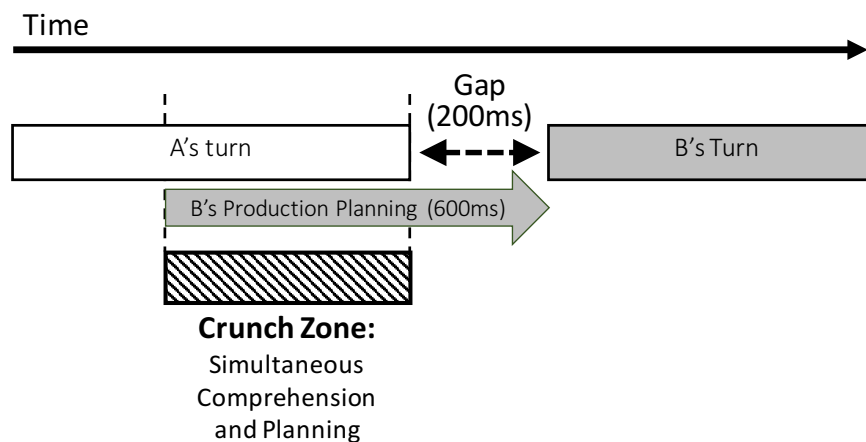 Time
Gap
(200ms)
A's turn
B's Turn
B's Production Planning (600ms)
Crunch Zone:
Simultaneous
Comprehension
and Planning